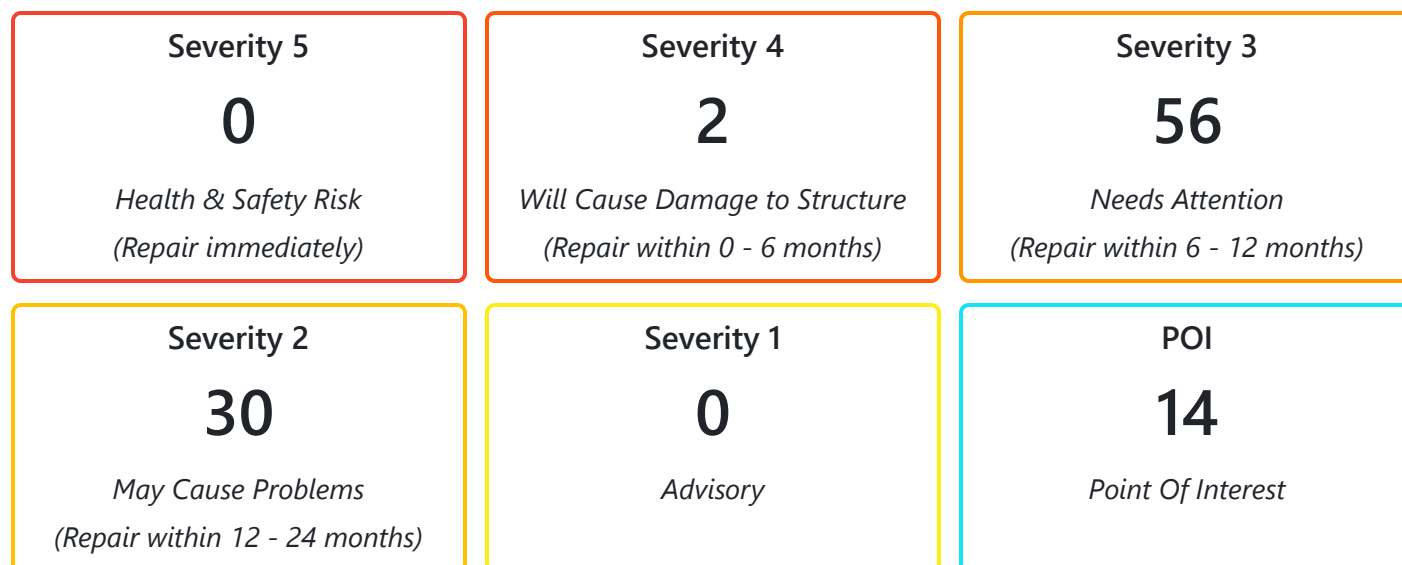 Severity 5
0
Health & Safety Risk
(Repair immediately)
Severity 4
2
Will Cause Damage to Structure
(Repair within 0 - 6 months)
Severity 3
56
Needs Attention
(Repair within 6 - 12 months)
Severity 2
30
May Cause Problems
(Repair within 12 - 24 months)
Severity 1
0
Advisory
POI
14
Point Of Interest